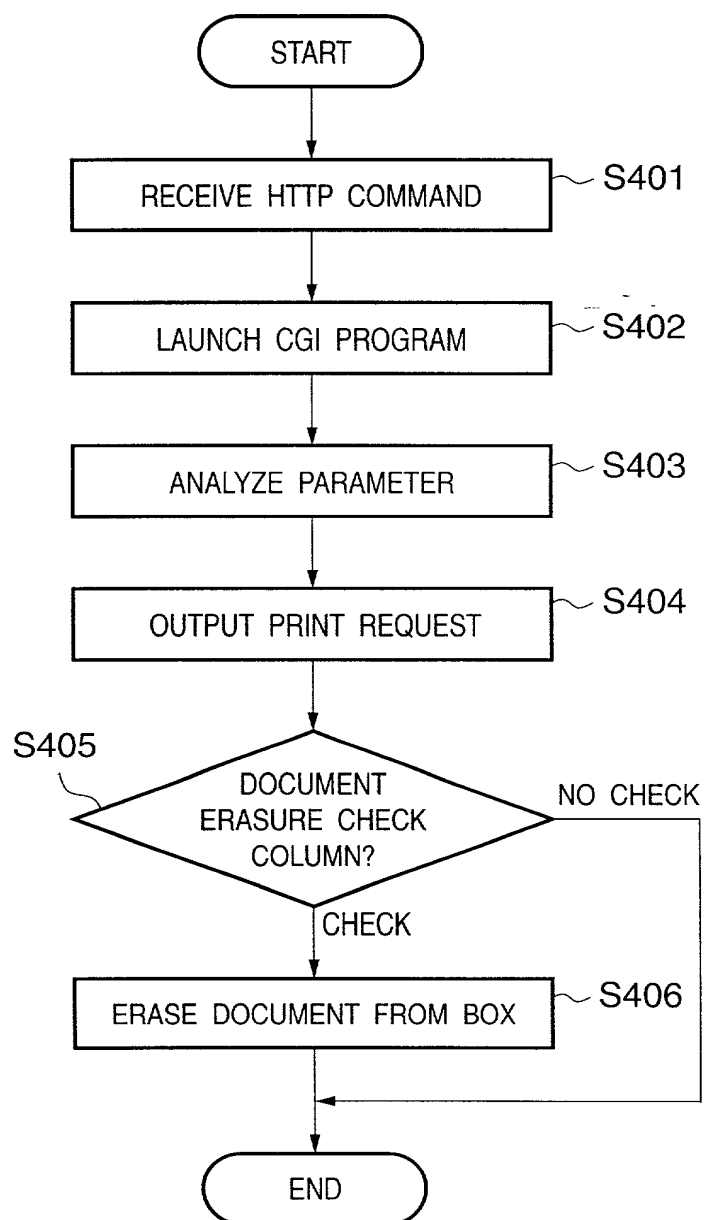 START
RECEIVE HTTP COMMAND
S401
LAUNCH CGI PROGRAM
S402
ANALYZE PARAMETER
S403
OUTPUT PRINT REQUEST
S404
S405
DOCUMENT
ERASURE CHECK
COLUMN?
NO CHECK
CHECK
ERASE DOCUMENT FROM BOX
S406
END